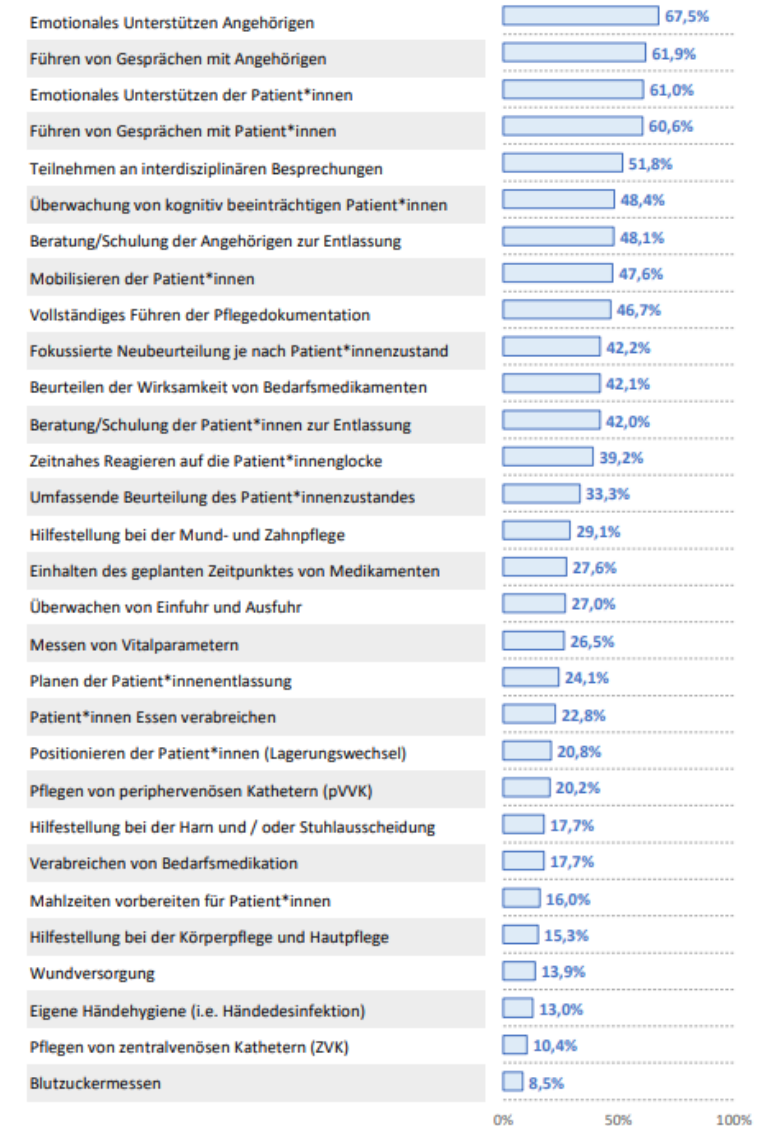 Emotionales Unterstützen Angehörigen 67,5%
Führen von Gesprächen mit Angehörigen 61,9%
Emotionales Unterstützen der Patient*innen 61,0%
Führen von Gesprächen mit Patient*innen 60,6%
Teilnehmen an interdisziplinären Besprechungen 51,8%
Überwachung von kognitiv beeinträchtigen Patient*innen 48,4%
Beratung/Schulung der Angehörigen zur Entlassung 48,1%
Mobilisieren der Patient*innen 47,6%
Vollständiges Führen der Pflegedokumentation 46,7%
Fokussierte Neubeurteilung je nach Patient*innenzustand 42,2%
Beurteilen der Wirksamkeit von Bedarfsmedikamenten 42,1%
Beratung/Schulung der Patient*innen zur Entlassung 42,0%
Zeitnahes Reagieren auf die Patient*innenglocke 39,2%
Umfassende Beurteilung des Patient*innenzustandes 33,3%
Hilfestellung bei der Mund- und Zahnpflege 29,1%
Einhalten des geplanten Zeitpunktes von Medikamenten 27,6%
Überwachen von Einfuhr und Ausfuhr 27,0%
Messen von Vitalparametern 26,5%
Planen der Patient*innenentlassung 24,1%
Patient*innen Essen verabreichen 22,8%
Positionieren der Patient*innen (Lagerungswechsel) 20,8%
Pflegen von periphervenösen Kathetern (pVVK) 20,2%
Hilfestellung bei der Harn und / oder Stuhlausscheidung 17,7%
Verabreichen von Bedarfsmedikation 17,7%
Mahlzeiten vorbereiten für Patient*innen 16,0%
Hilfestellung bei der Körperpflege und Hautpflege 15,3%
Wundversorgung 13,9%
Eigene Händehygiene (i.e. Händedesinfektion) 13,0%
Pflegen von zentralvenösen Kathetern (ZVK) 10,4%
Blutzuckermessen 8,5%
0% 50% 100%